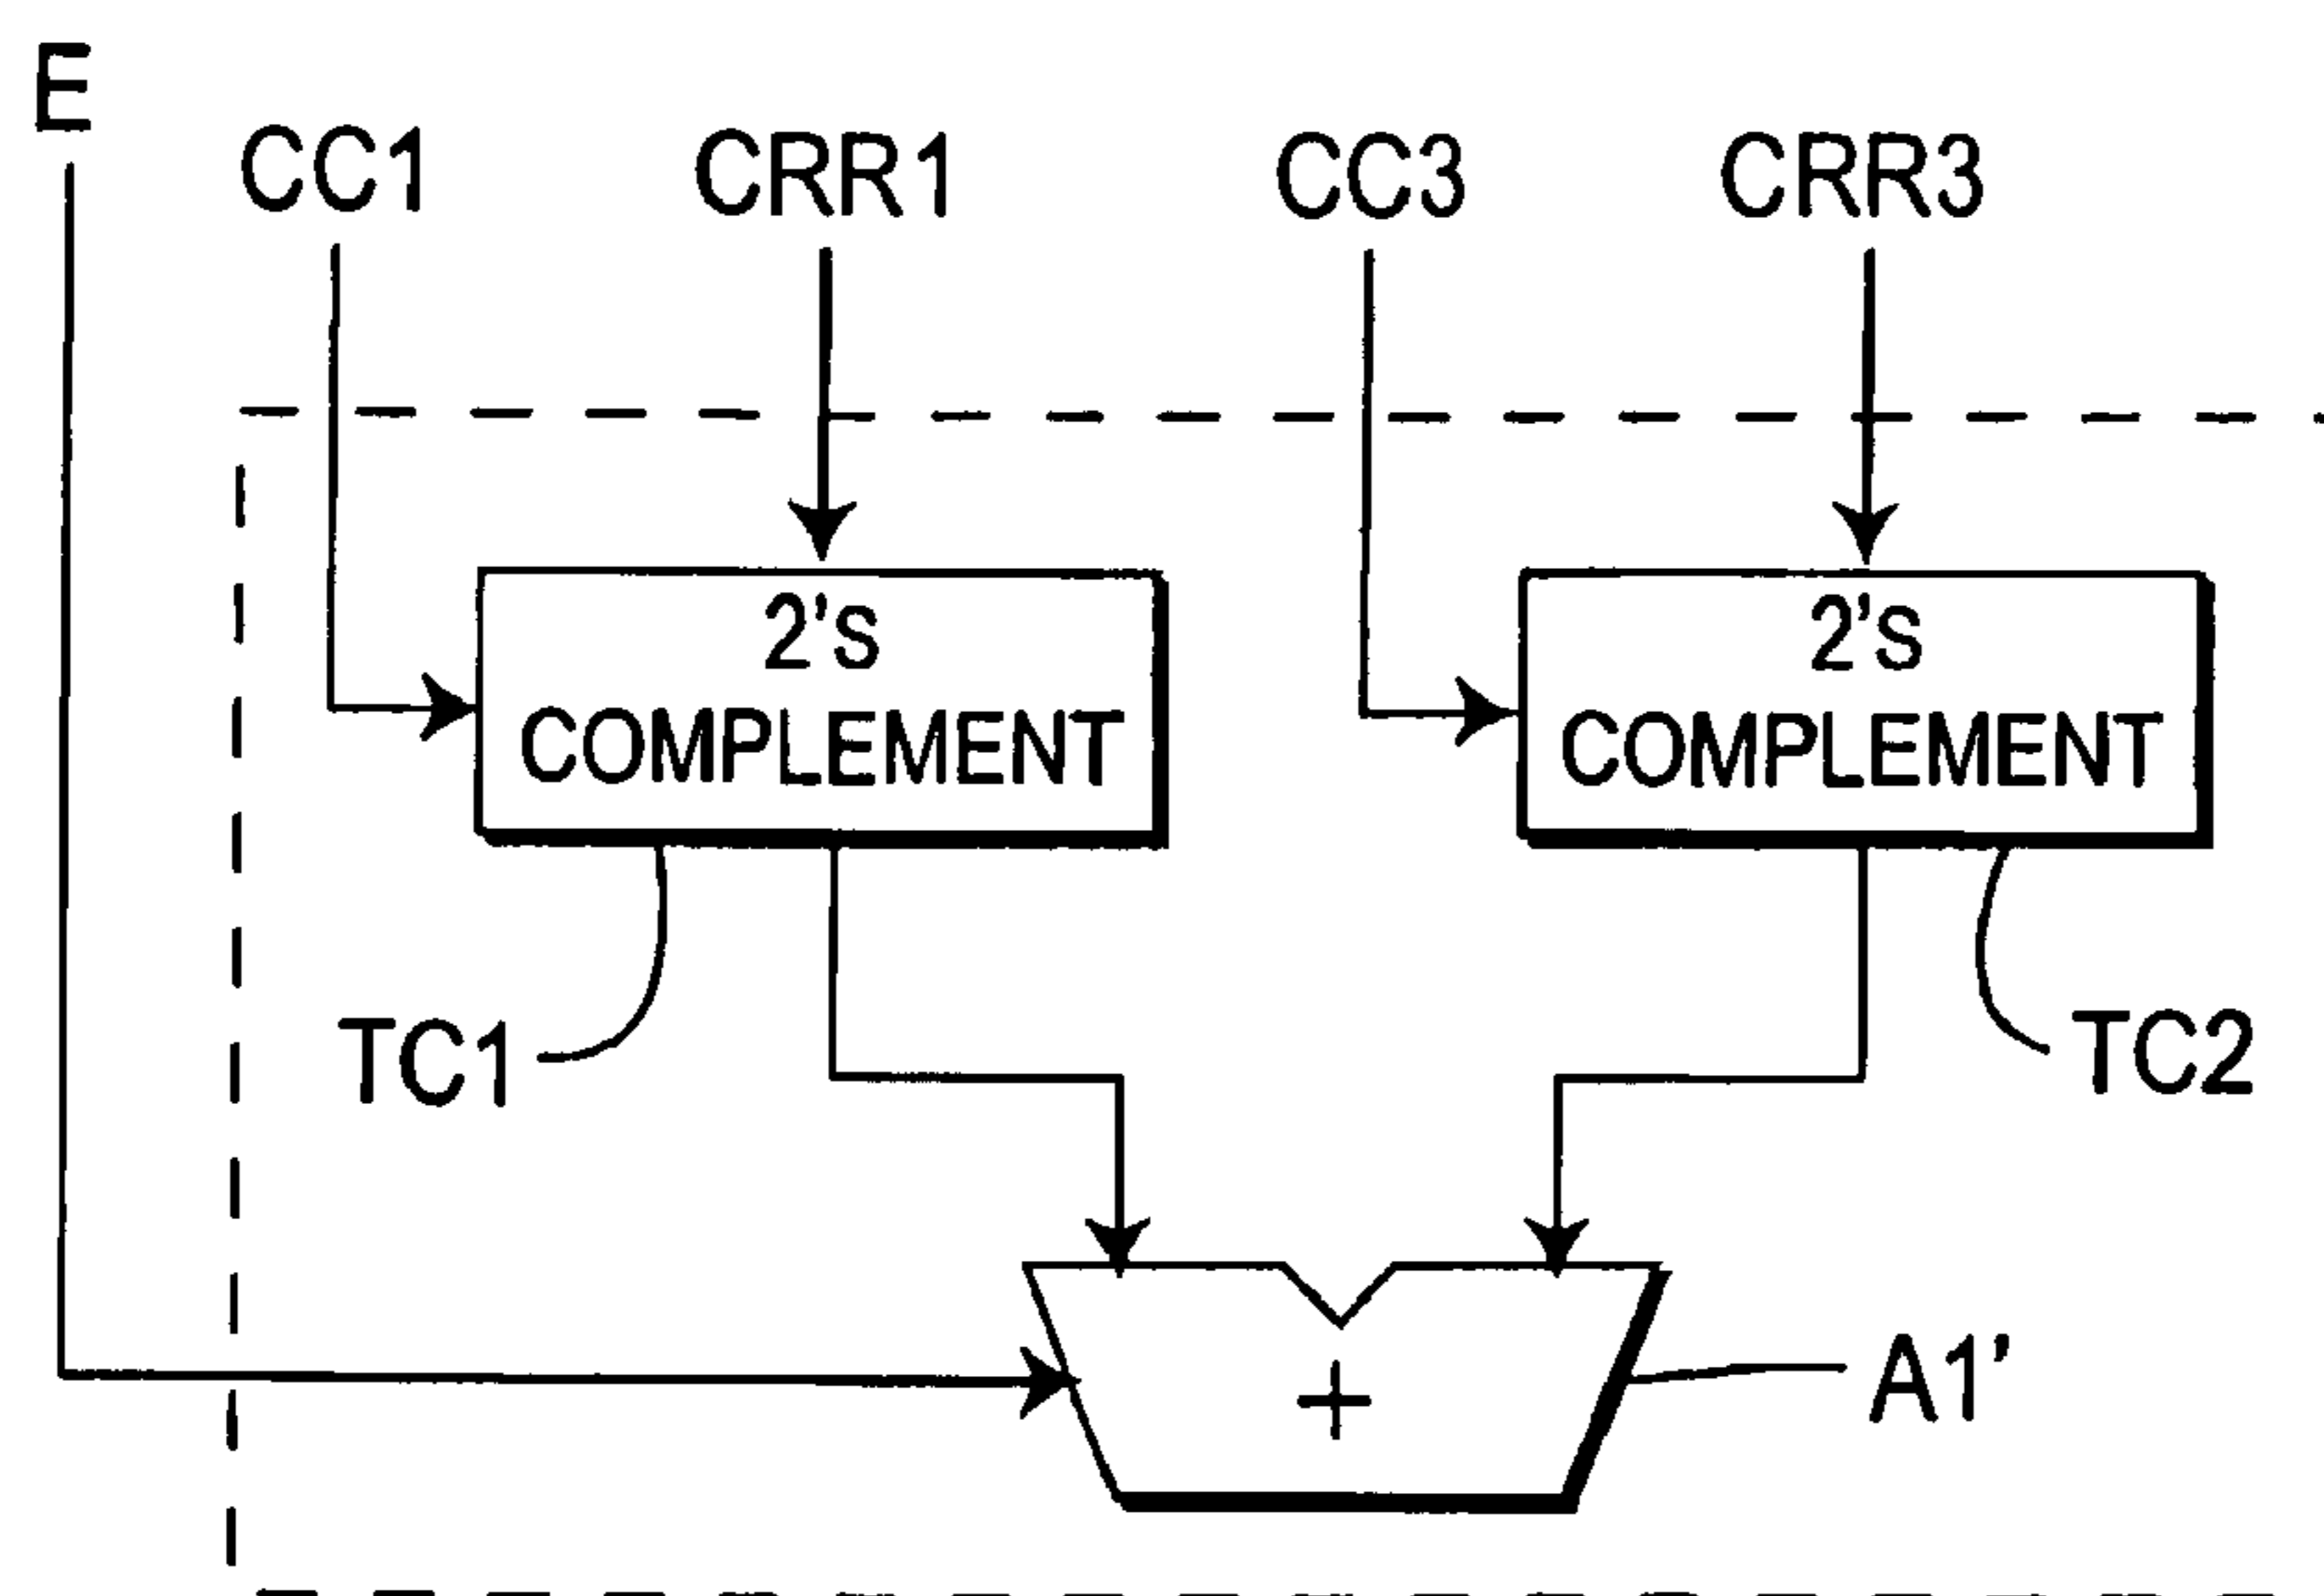 E
CC1 CRR1 CC3 CRR3
2's
COMPLEMENT
2's
COMPLEMENT
TC1
TC2
+
A1'